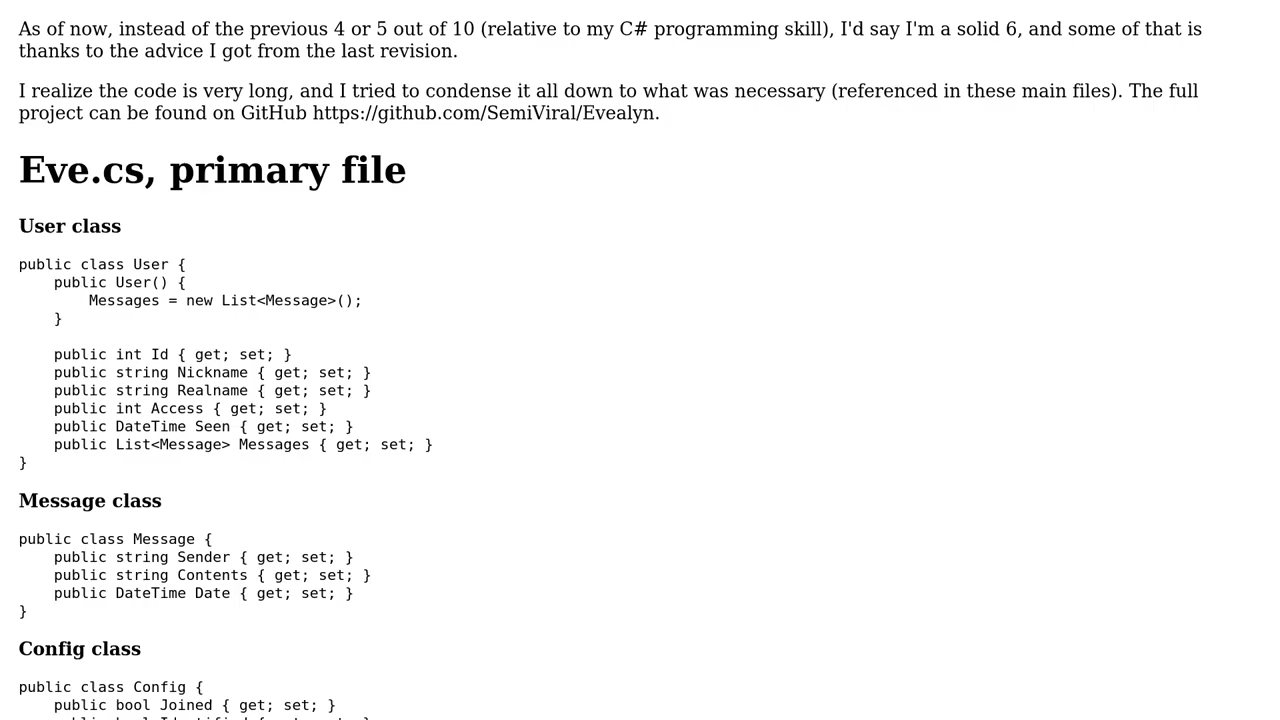 As of now, instead of the previous 4 or 5 out of 10 (relative to my C# programming skill), I'd say I'm a solid 6, and some of that is
thanks to the advice I got from the last revision.
I realize the code is very long, and I tried to condense it all down to what was necessary (referenced in these main files). The full
project can be found on GitHub https://github.com/SemiViral/Evealyn.
Eve.cs, primary file
User class
public class User {
    public User() {
        Messages = new List<Message>();
    }
    public int Id { get; set; }
    public string Nickname { get; set; }
    public string Realname { get; set; }
    public int Access { get; set; }
    public DateTime Seen { get; set; }
    public List<Message> Messages { get; set; }
}
Message class
public class Message {
    public string Sender { get; set; }
    public string Contents { get; set; }
    public DateTime Date { get; set; }
}
Config class
public class Config {
    public bool Joined { get; set; }